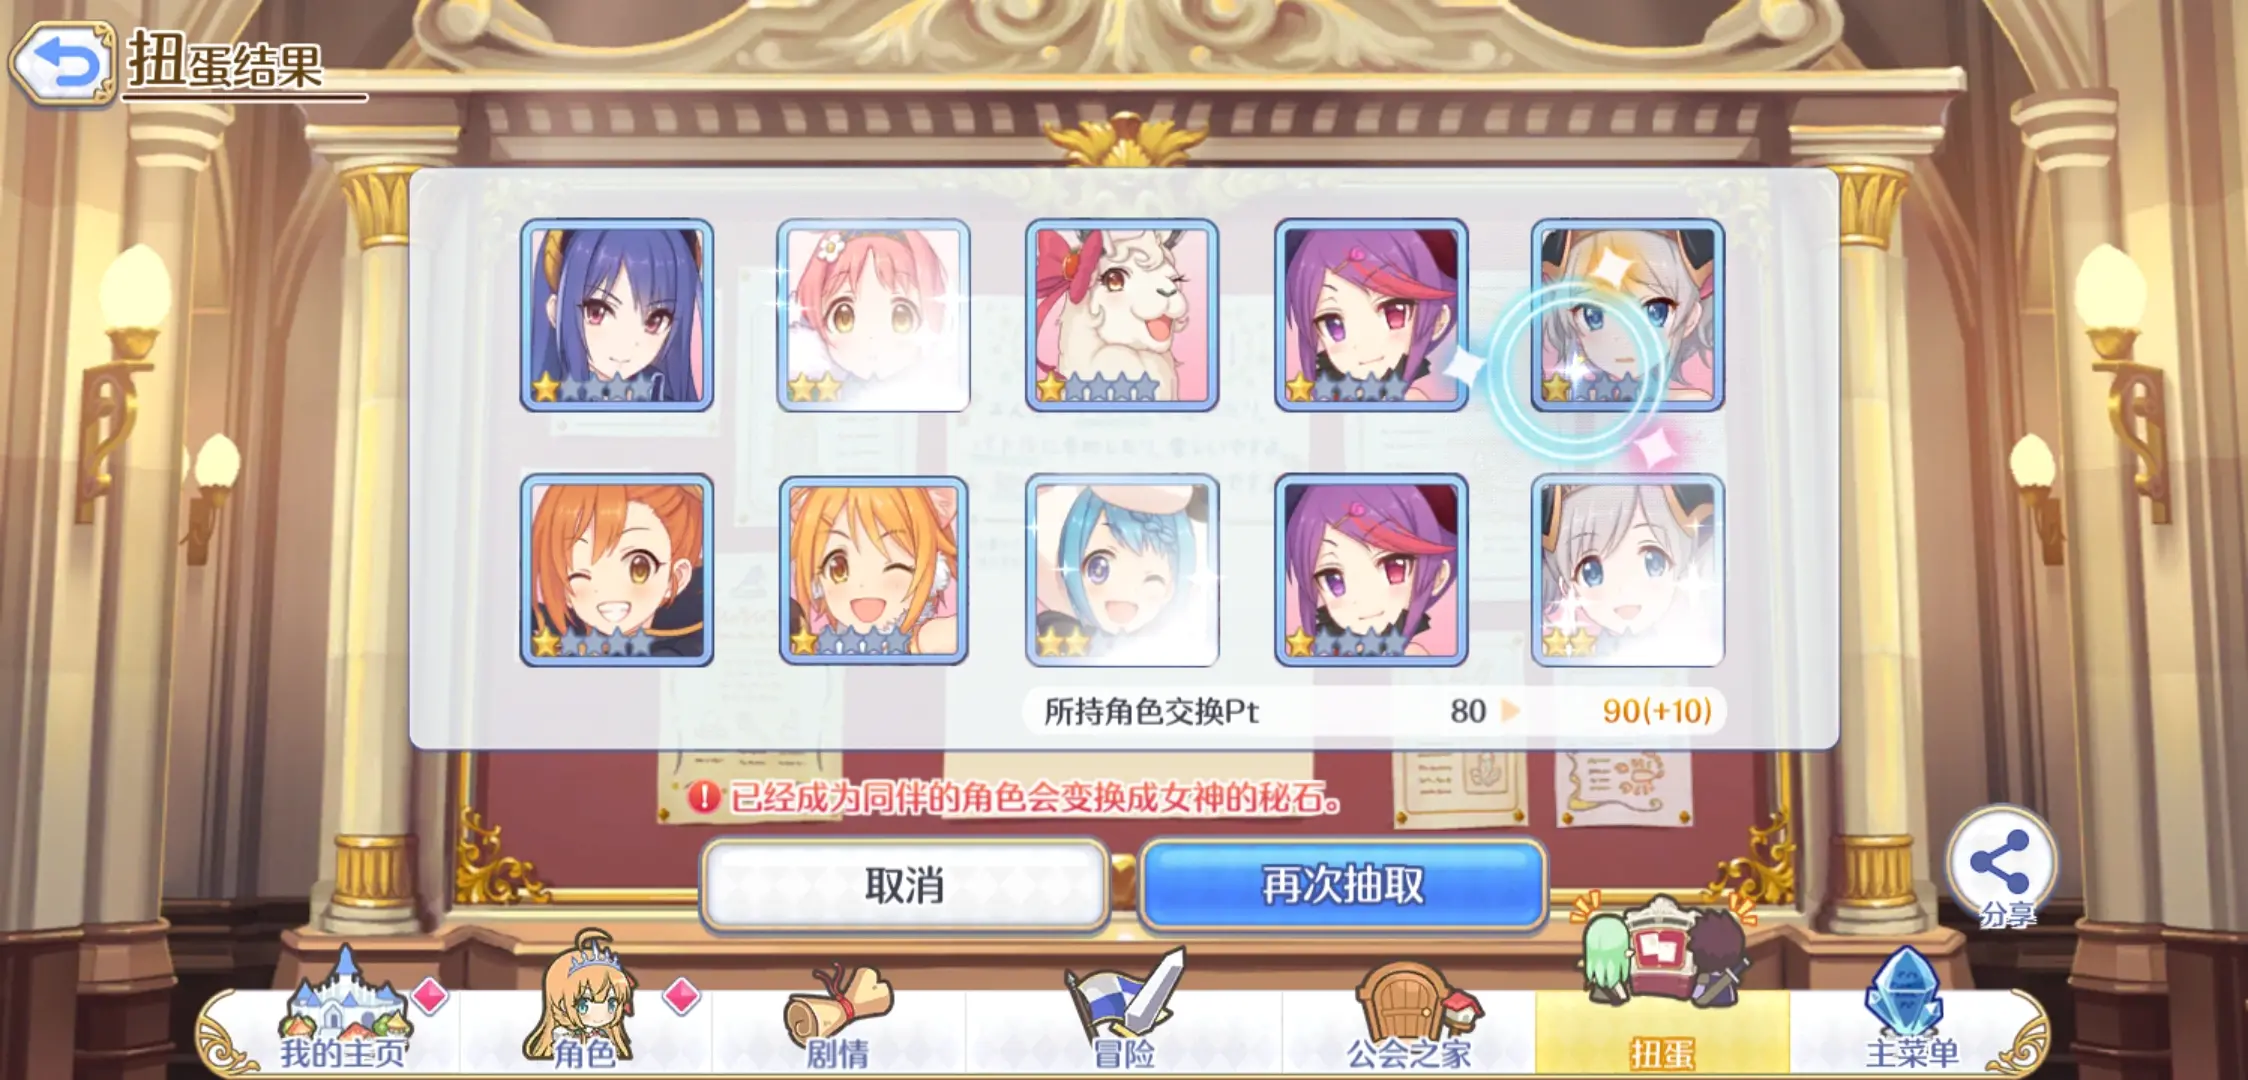 扭蛋结果
所持角色交换Pt 80 90(+10)
已经成为同伴的角色会变换成女神的秘石。
取消
再次抽取
分享
我的主页
角色
剧情
冒险
公会之家
扭蛋
主菜单